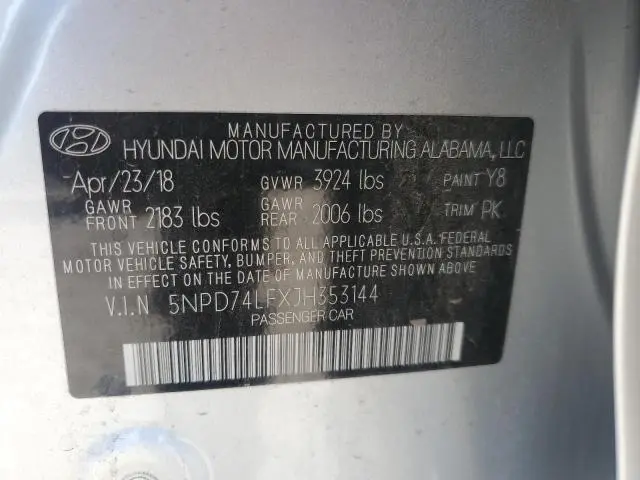 MANUFACTURED BY
HYUNDAI MOTOR MANUFACTURING ALABAMA, LLC
Apr/23/18 GVWR 3924 lbs PAINT Y8
GAWR FRONT 2183 lbs GAWR REAR 2006 lbs TRIM PK
THIS VEHICLE CONFORMS TO ALL APPLICABLE U.S.A. FEDERAL
MOTOR VEHICLE SAFETY, BUMPER, AND THEFT PREVENTION STANDARDS
IN EFFECT ON THE DATE OF MANUFACTURE SHOWN ABOVE
V.I.N 5NPD74LFXJH353144
PASSENGER CAR